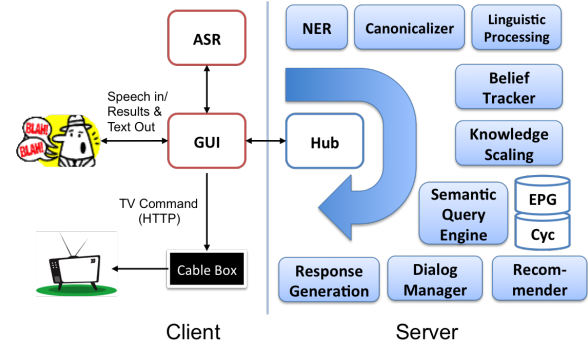 ASR
NER
Canonicalizer
Linguistic
Processing
Speech in/
Results &
Text Out
Belief
Tracker
BLAH!
BLAH!
GUI
Hub
Knowledge
Scaling
TV Command
(HTTP)
Semantic
Query
Engine
EPG
Cyc
Cable Box
Response
Generation
Dialog
Manager
Recom-
mender
Client
Server